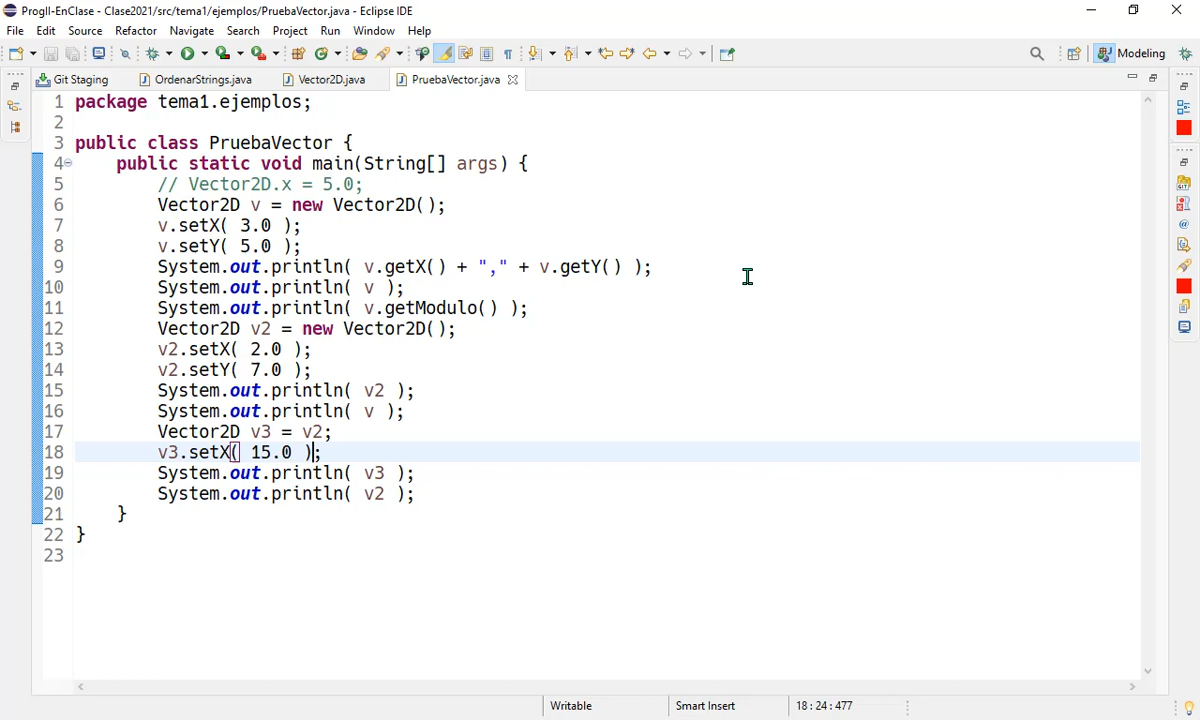 ProgII-EnClase - Clase2021/src/tema1/ejemplos/PruebaVector.java - Eclipse IDE
File Edit Source Refactor Navigate Search Project Run Window Help
Modeling
Git Staging OrdenarStrings.java Vector2D.java PruebaVector.java
1 package tema1.ejemplos;
2
3 public class PruebaVector {
4 public static void main(String[] args) {
5 // Vector2D.x = 5.0;
6 Vector2D v = new Vector2D();
7 v.setX( 3.0 );
8 v.setY( 5.0 );
9 System.out.println( v.getX() + "," + v.getY() );
10 System.out.println( v );
11 System.out.println( v.getModulo() );
12 Vector2D v2 = new Vector2D();
13 v2.setX( 2.0 );
14 v2.setY( 7.0 );
15 System.out.println( v2 );
16 System.out.println( v );
17 Vector2D v3 = v2;
18 v3.setX( 15.0 );
19 System.out.println( v3 );
20 System.out.println( v2 );
21 }
22 }
23
Writable Smart Insert 18 : 24 : 477